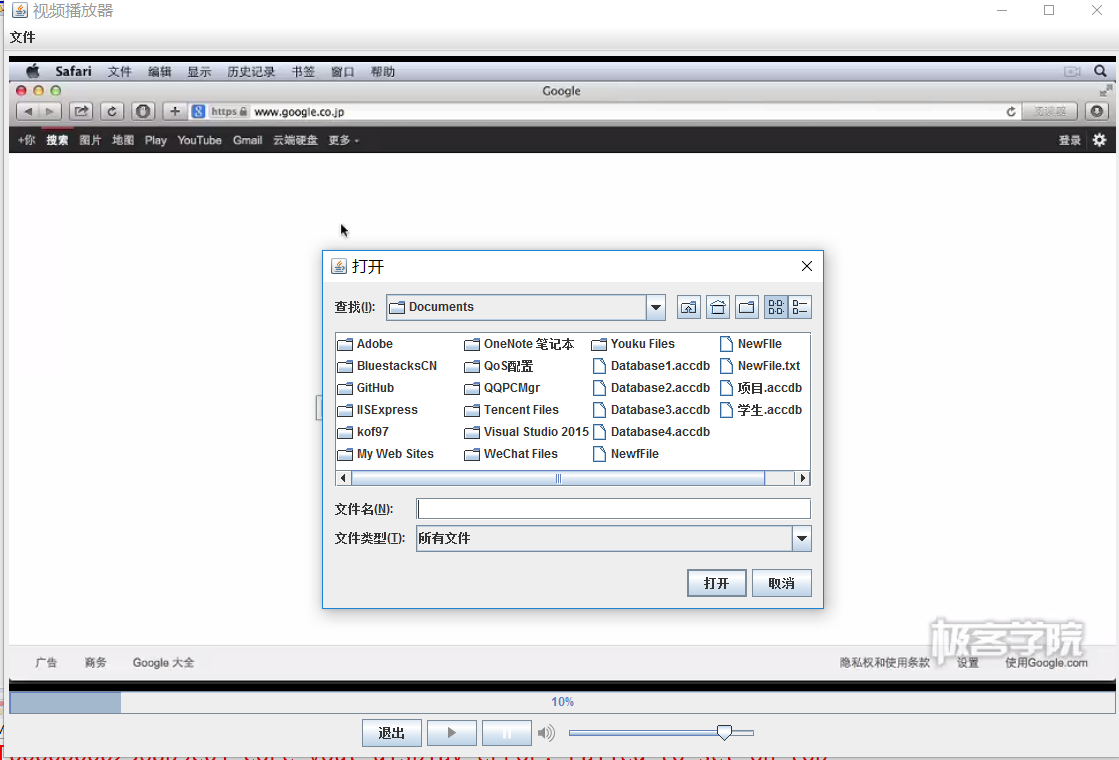 视频播放器
文件
Safari 文件 编辑 显示 历史记录 书签 窗口 帮助
Google
https www.google.co.jp 阅读器
+你 搜索 图片 地图 Play YouTube Gmail 云端硬盘 更多 登录
打开
查找(I): Documents
Adobe OneNote 笔记本 Youku Files NewFIle
BluestacksCN QoS配置 Database1.accdb NewFile.txt
GitHub QQPCMgr Database2.accdb 项目.accdb
IISExpress Tencent Files Database3.accdb 学生.accdb
kof97 Visual Studio 2015 Database4.accdb
My Web Sites WeChat Files NewfFile
文件名(N):
文件类型(T): 所有文件
打开 取消
极客学院
广告 商务 Google 大全 隐私权和使用条款 设置 使用Google.com
10%
退出